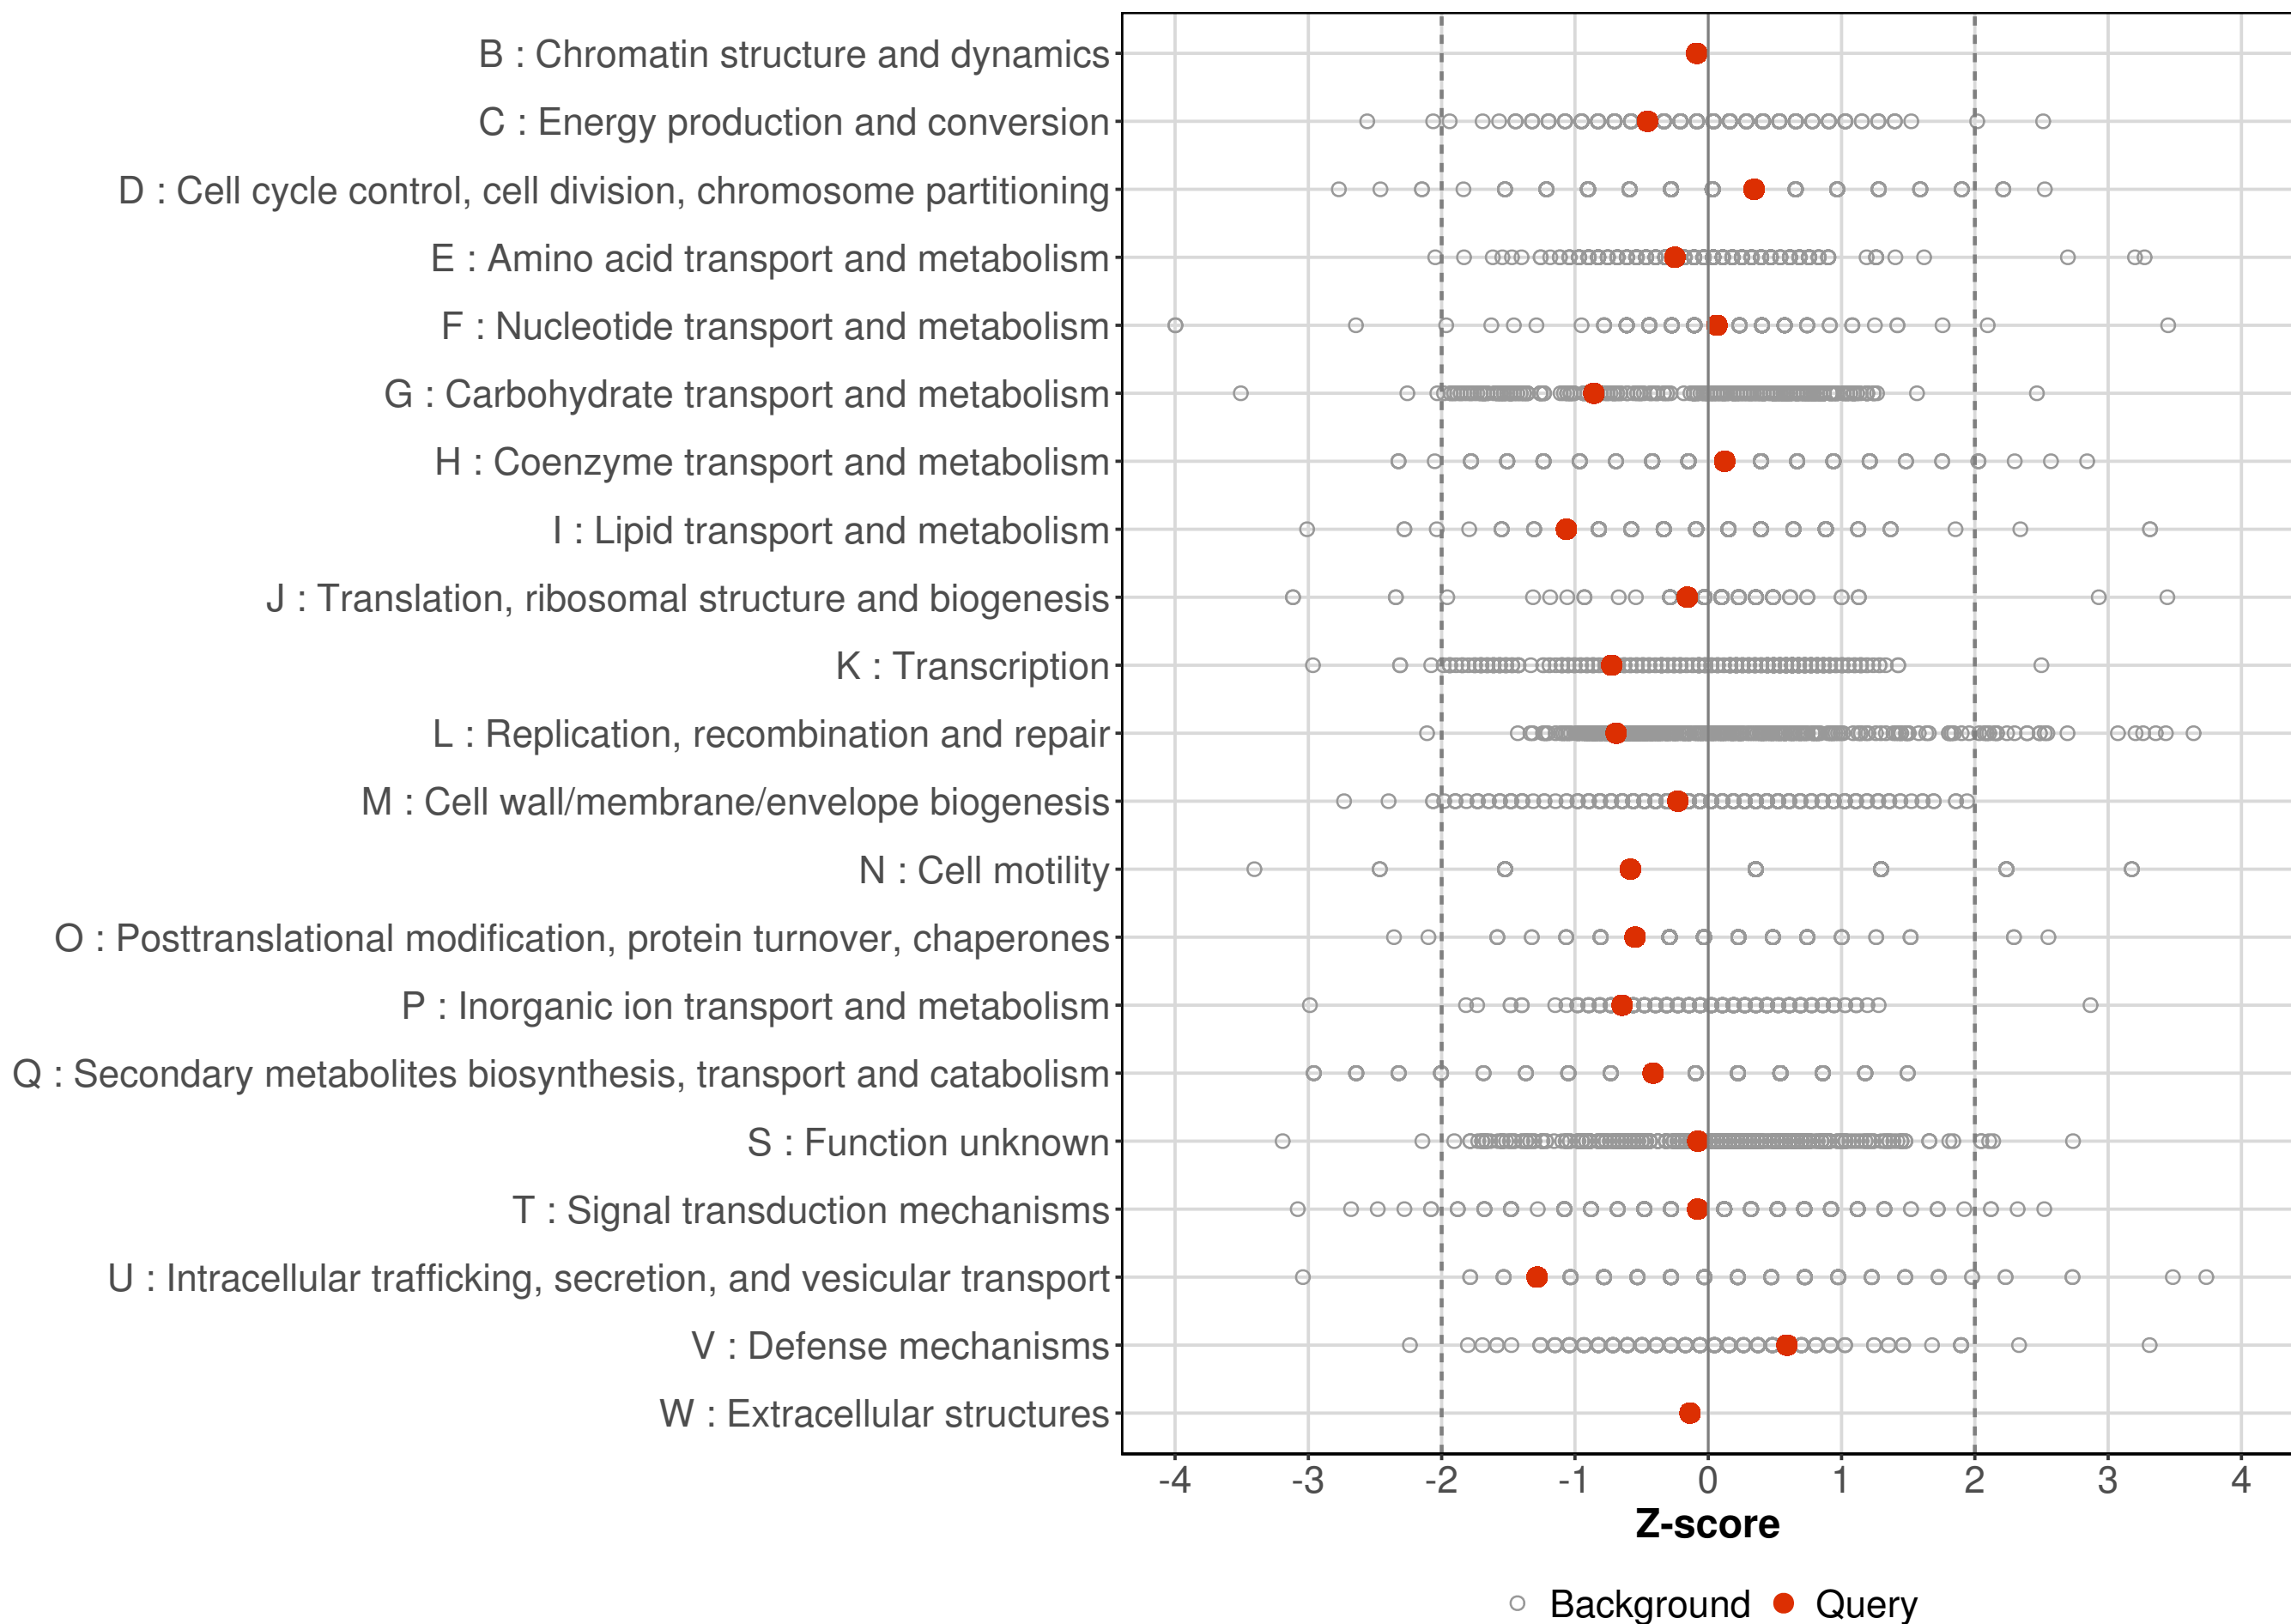 B : Chromatin structure and dynamics
C : Energy production and conversion
D : Cell cycle control, cell division, chromosome partitioning
E : Amino acid transport and metabolism
F : Nucleotide transport and metabolism
G : Carbohydrate transport and metabolism
H : Coenzyme transport and metabolism
I : Lipid transport and metabolism
J : Translation, ribosomal structure and biogenesis
K : Transcription
L : Replication, recombination and repair
M : Cell wall/membrane/envelope biogenesis
N : Cell motility
O : Posttranslational modification, protein turnover, chaperones
P : Inorganic ion transport and metabolism
Q : Secondary metabolites biosynthesis, transport and catabolism
S : Function unknown
T : Signal transduction mechanisms
U : Intracellular trafficking, secretion, and vesicular transport
V : Defense mechanisms
W : Extracellular structures
-4 -3 -2 -1 0 1 2 3 4
Z-score
Background Query